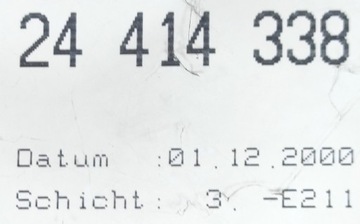 24 414 338
Datum :01.12.2000
Schicht: 3. -E211